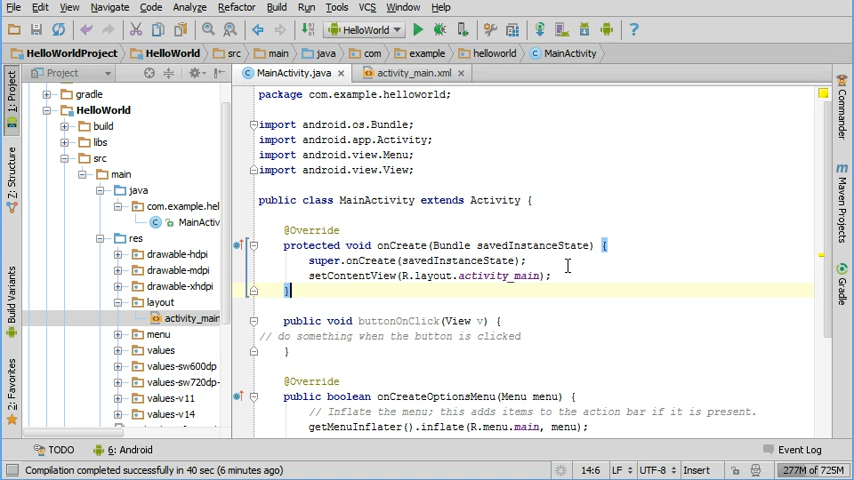 File Edit View Navigate Code Analyze Refactor Build Run Tools VCS Window Help
HelloWorld
HelloWorldProject HelloWorld src main java com example helloworld MainActivity
1: Project
Z: Structure
Build Variants
2: Favorites
Project
gradle
HelloWorld
build
libs
src
main
java
com.example.hel
MainActiv
res
drawable-hdpi
drawable-mdpi
drawable-xhdpi
layout
activity_main
menu
values
values-sw600dp
values-sw720dp-
values-v11
values-v14
MainActivity.java activity_main.xml
package com.example.helloworld;
import android.os.Bundle;
import android.app.Activity;
import android.view.Menu;
import android.view.View;
public class MainActivity extends Activity {
@Override
protected void onCreate(Bundle savedInstanceState) {
super.onCreate(savedInstanceState);
setContentView(R.layout.activity_main);
}
public void buttonOnClick(View v) {
// do something when the button is clicked
}
@Override
public boolean onCreateOptionsMenu(Menu menu) {
// Inflate the menu; this adds items to the action bar if it is present.
getMenuInflater().inflate(R.menu.main, menu);
Commander
Maven Projects
Gradle
TODO 6: Android Event Log
Compilation completed successfully in 40 sec (6 minutes ago) 14:6 LF UTF-8 Insert 277M of 725M